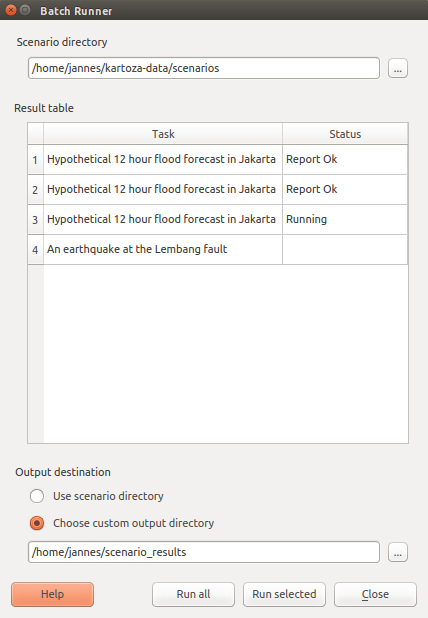 Batch Runner
Scenario directory
/home/jannes/kartoza-data/scenarios ...
Result table
Task Status
1 Hypothetical 12 hour flood forecast in Jakarta Report Ok
2 Hypothetical 12 hour flood forecast in Jakarta Report Ok
3 Hypothetical 12 hour flood forecast in Jakarta Running
4 An earthquake at the Lembang fault
Output destination
Use scenario directory
Choose custom output directory
/home/jannes/scenario_results ...
Help Run all Run selected Close